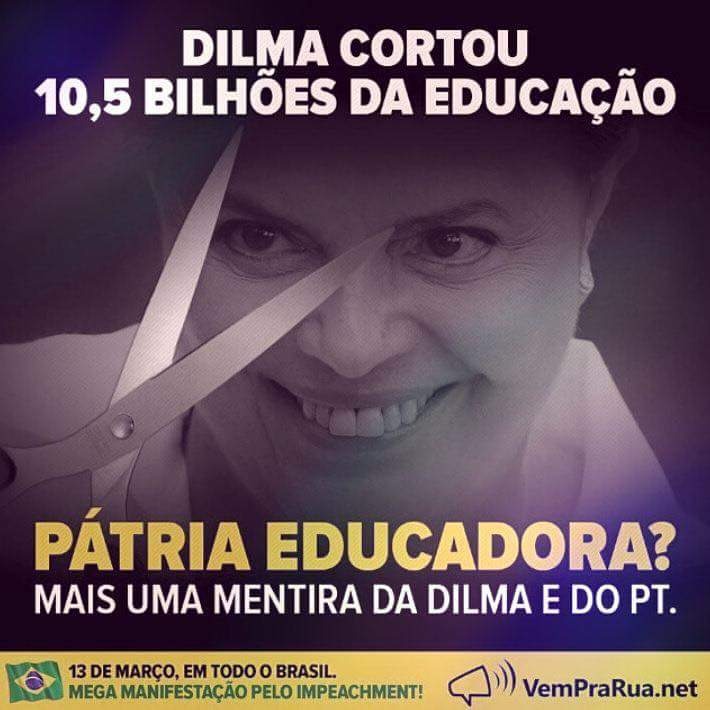 DILMA CORTOU
10,5 BILHÕES DA EDUCAÇÃO
PÁTRIA EDUCADORA?
MAIS UMA MENTIRA DA DILMA E DO PT.
13 DE MARÇO, EM TODO O BRASIL.
MEGA MANIFESTAÇÃO PELO IMPEACHMENT!
VemPraRua.net